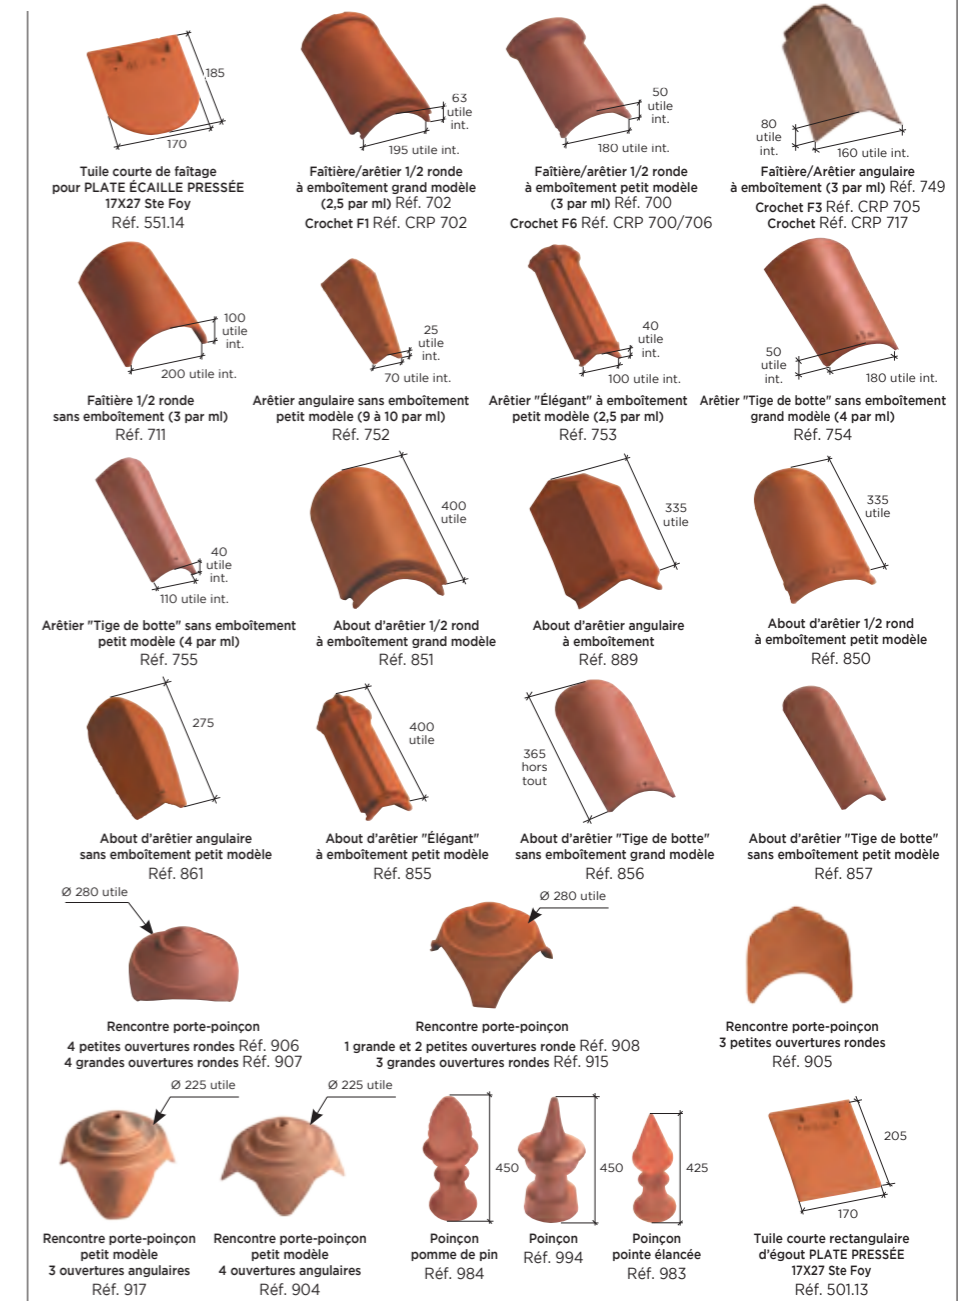 185
170
Tuile courte de faîtage
pour PLATE ÉCAILLE PRESSÉE
17X27 Ste Foy
Réf. 551.14
63
utile
int.
195 utile int.
Faîtière/arêtier 1/2 ronde
à emboîtement grand modèle
(2,5 par ml) Réf. 702
Crochet F1 Réf. CRP 702
50
utile
int.
180 utile int.
Faîtière/arêtier 1/2 ronde
à emboîtement petit modèle
(3 par ml) Réf. 700
Crochet F6 Réf. CRP 700/706
80
utile
int.
160 utile int.
Faîtière/Arêtier angulaire
à emboîtement (3 par ml) Réf. 749
Crochet F3 Réf. CRP 705
Crochet Réf. CRP 717
100
utile
int.
200 utile int.
Faîtière 1/2 ronde
sans emboîtement (3 par ml)
Réf. 711
25
utile
int.
70 utile int.
Arêtier angulaire sans emboîtement
petit modèle (9 à 10 par ml)
Réf. 752
40
utile
int.
100 utile int.
Arêtier "Élégant" à emboîtement
petit modèle (2,5 par ml)
Réf. 753
50
utile
int.
180 utile int.
Arêtier "Tige de botte" sans emboîtement
grand modèle (4 par ml)
Réf. 754
40
utile
int.
110 utile int.
Arêtier "Tige de botte" sans emboîtement
petit modèle (4 par ml)
Réf. 755
400
utile
About d'arêtier 1/2 rond
à emboîtement grand modèle
Réf. 851
335
utile
About d'arêtier angulaire
à emboîtement
Réf. 889
335
utile
About d'arêtier 1/2 rond
à emboîtement petit modèle
Réf. 850
275
About d'arêtier angulaire
sans emboîtement petit modèle
Réf. 861
400
utile
About d'arêtier "Élégant"
à emboîtement petit modèle
Réf. 855
365
hors
tout
About d'arêtier "Tige de botte"
sans emboîtement grand modèle
Réf. 856
About d'arêtier "Tige de botte"
sans emboîtement petit modèle
Réf. 857
Ø 280 utile
Rencontre porte-poinçon
4 petites ouvertures rondes Réf. 906
4 grandes ouvertures rondes Réf. 907
Ø 280 utile
Rencontre porte-poinçon
1 grande et 2 petites ouvertures ronde Réf. 908
3 grandes ouvertures rondes Réf. 915
Rencontre porte-poinçon
3 petites ouvertures rondes
Réf. 905
Ø 225 utile
Rencontre porte-poinçon
petit modèle
3 ouvertures angulaires
Réf. 917
Ø 225 utile
Rencontre porte-poinçon
petit modèle
4 ouvertures angulaires
Réf. 904
450
Poinçon
pomme de pin
Réf. 984
450
Poinçon
Réf. 994
425
Poinçon
pointe élancée
Réf. 983
205
170
Tuile courte rectangulaire
d'égout PLATE PRESSÉE
17X27 Ste Foy
Réf. 501.13